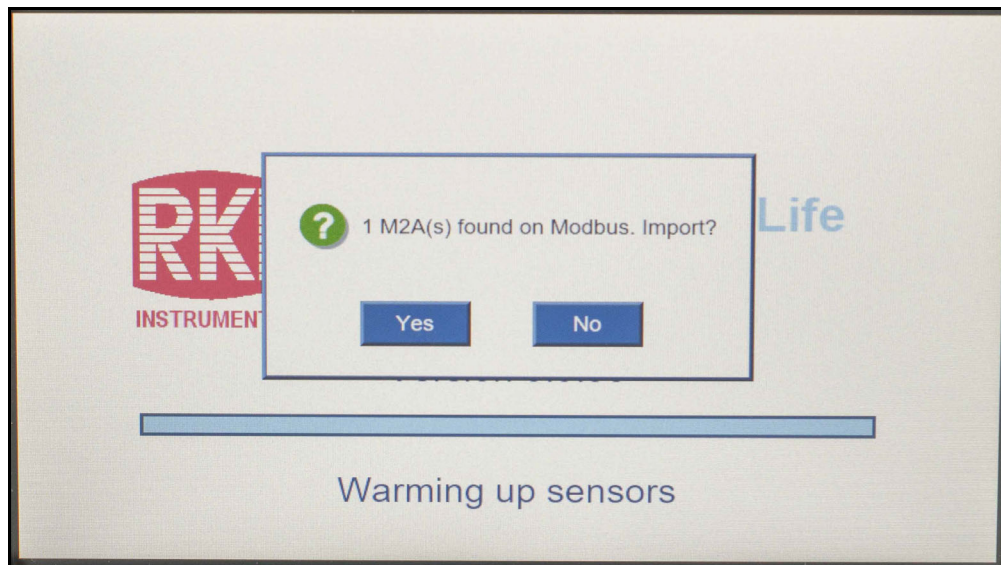 RK
Life
? 1 M2A(s) found on Modbus. Import?
INSTRUMENT
Yes No
Warming up sensors